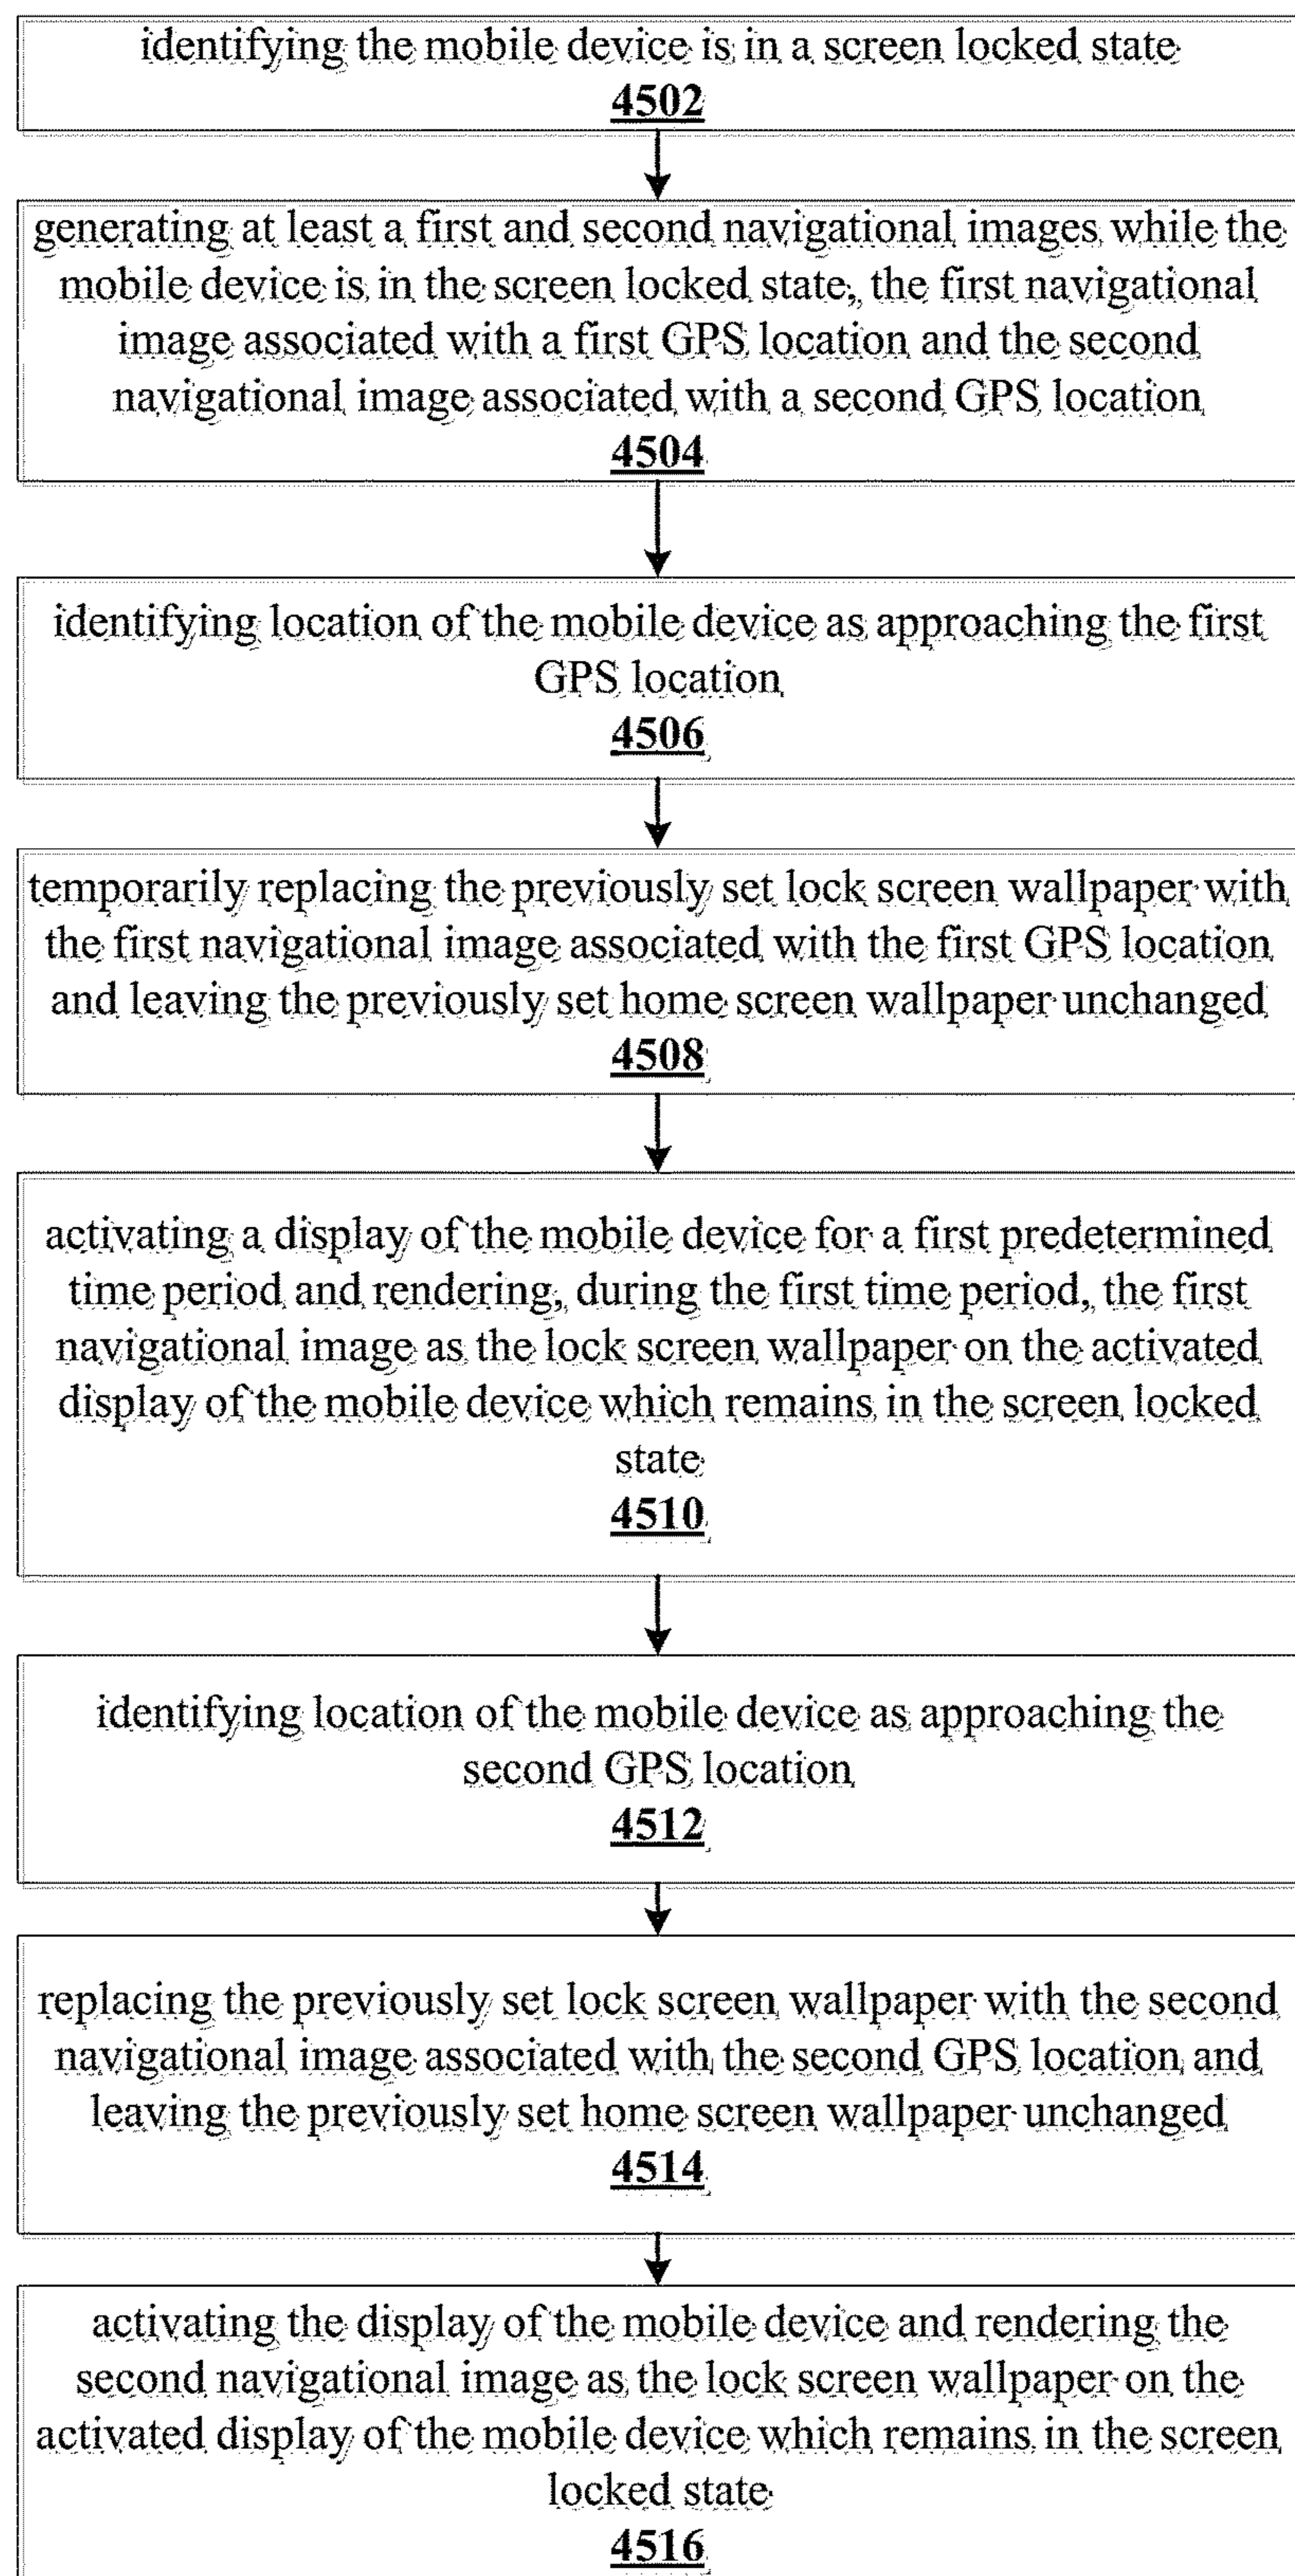 identifying the mobile device is in a screen locked state
4502
generating at least a first and second navigational images while the
mobile device is in the screen locked state, the first navigational
image associated with a first GPS location and the second
navigational image associated with a second GPS location
4504
identifying location of the mobile device as approaching the first
GPS location
4506
temporarily replacing the previously set lock screen wallpaper with
the first navigational image associated with the first GPS location
and leaving the previously set home screen wallpaper unchanged
4508
activating a display of the mobile device for a first predetermined
time period and rendering, during the first time period, the first
navigational image as the lock screen wallpaper on the activated
display of the mobile device which remains in the screen locked
state
4510
identifying location of the mobile device as approaching the
second GPS location
4512
replacing the previously set lock screen wallpaper with the second
navigational image associated with the second GPS location and
leaving the previously set home screen wallpaper unchanged
4514
activating the display of the mobile device and rendering the
second navigational image as the lock screen wallpaper on the
activated display of the mobile device which remains in the screen
locked state
4516